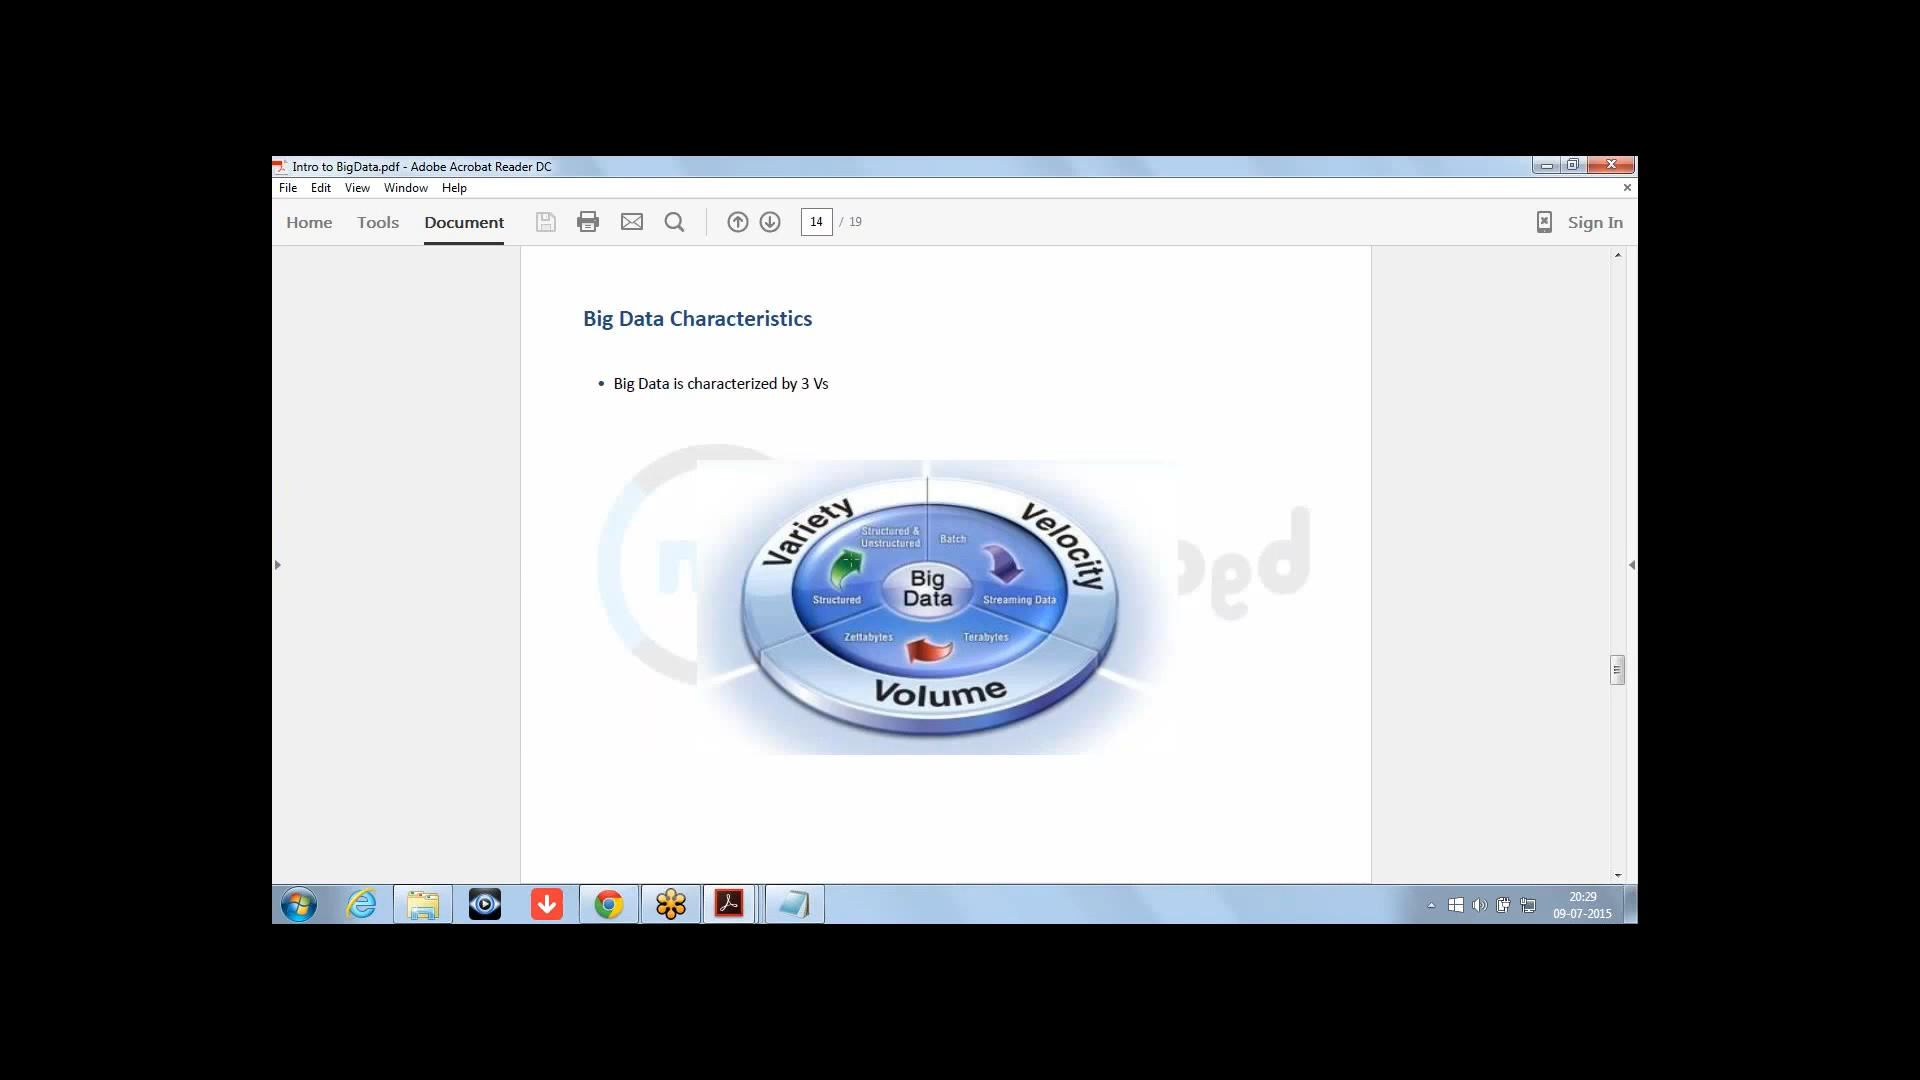 Intro to BigData.pdf - Adobe Acrobat Reader DC
File Edit View Window Help
Home Tools Document 14 / 19 Sign In
Big Data Characteristics
• Big Data is characterized by 3 Vs
Variety
Velocity
Structured &
Unstructured
Batch
Big
Data
Structured
Streaming Data
Zettabytes
Terabytes
Volume
20:29
09-07-2015